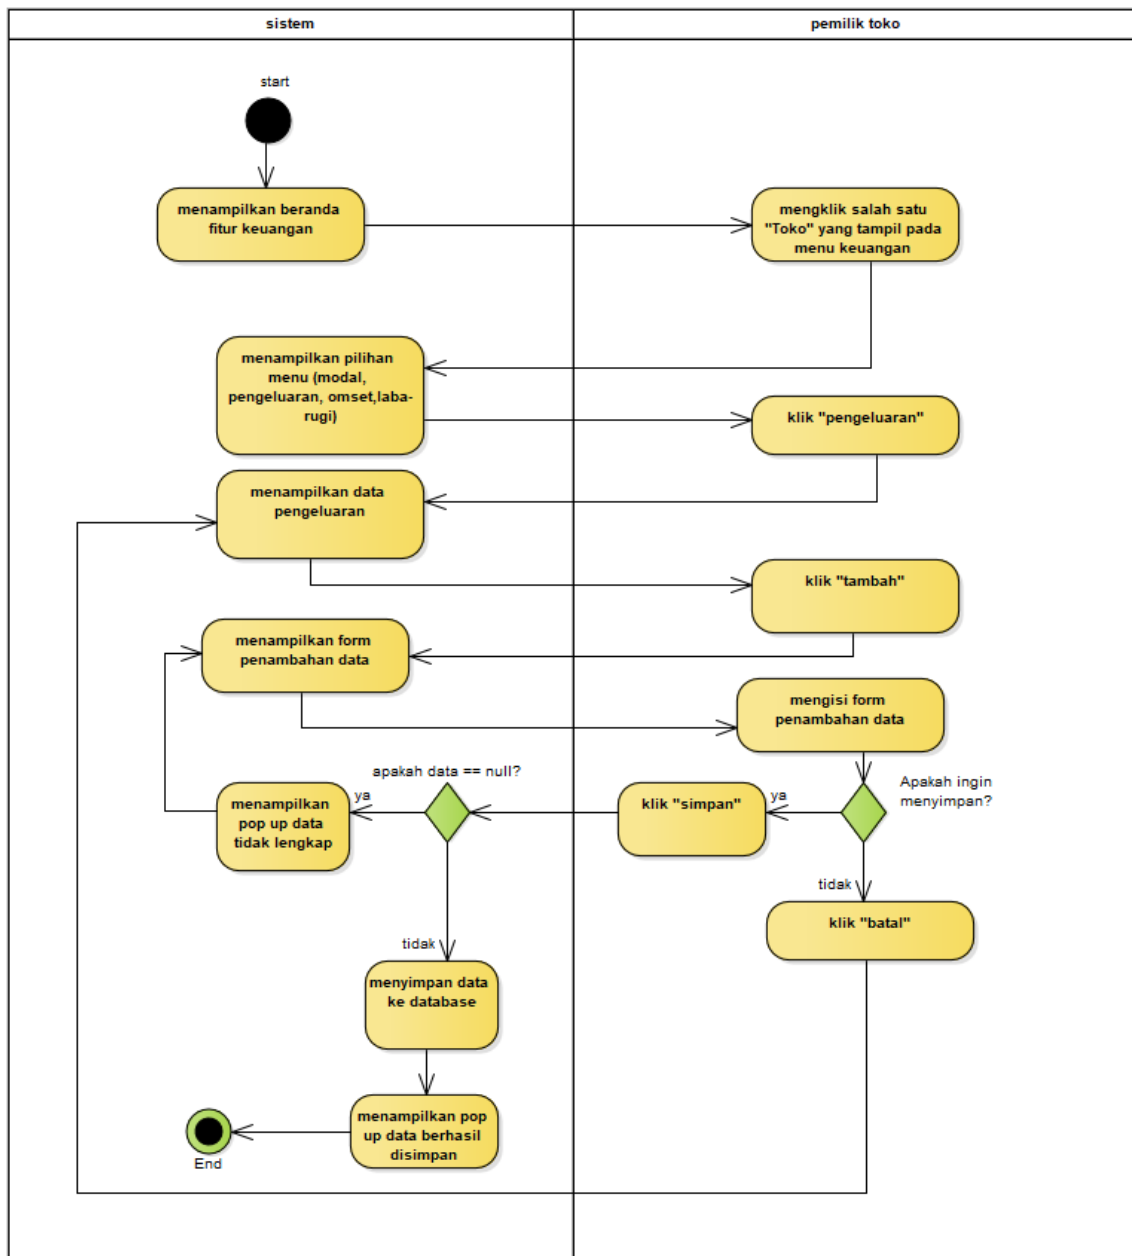 sistem
pemilik toko
start
menampilkan beranda
fitur keuangan
mengklik salah satu
"Toko" yang tampil pada
menu keuangan
menampilkan pilihan
menu (modal,
pengeluaran, omset,laba-
rugi)
klik "pengeluaran"
menampilkan data
pengeluaran
klik "tambah"
menampilkan form
penambahan data
mengisi form
penambahan data
apakah data == null?
Apakah ingin
menyimpan?
menampilkan
pop up data
tidak lengkap
ya
klik "simpan"
ya
tidak
klik "batal"
tidak
menyimpan data
ke database
menampilkan pop
up data berhasil
disimpan
End